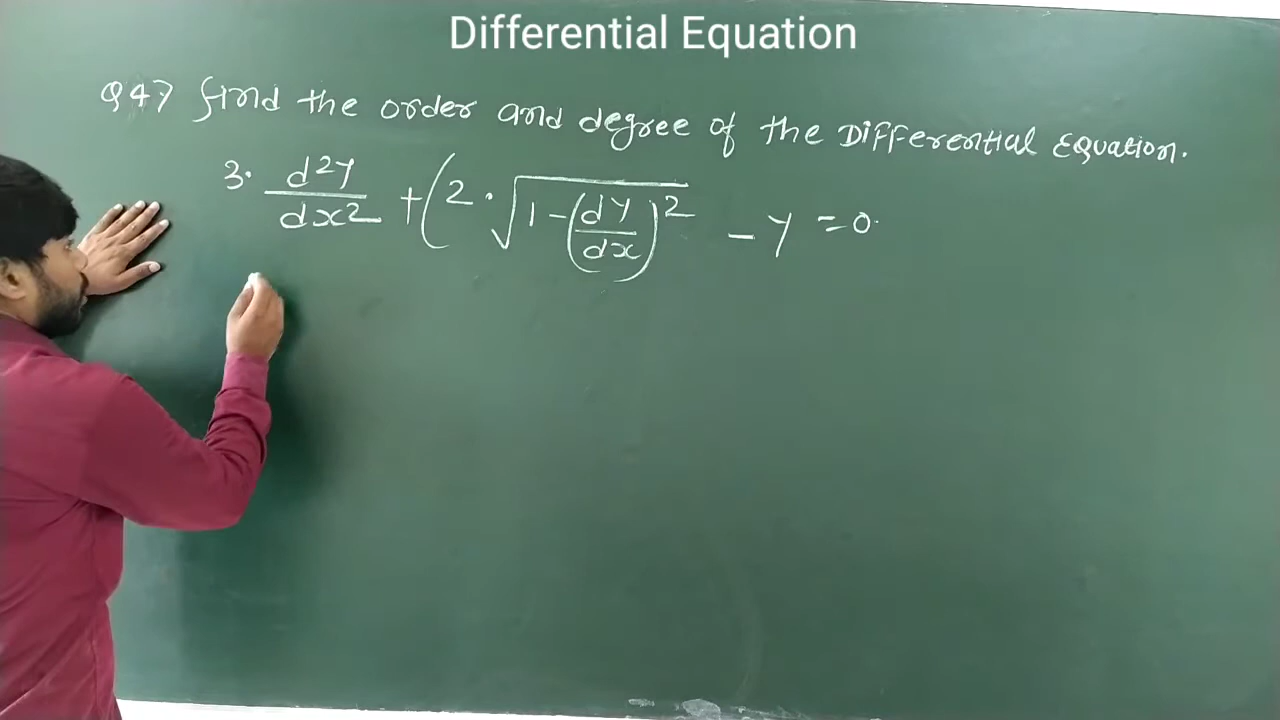 Differential Equation
Q47 find the order and degree of the Differential Equation.
3. d²y/dx² + (2. √(1-(dy/dx)²) - y = 0.